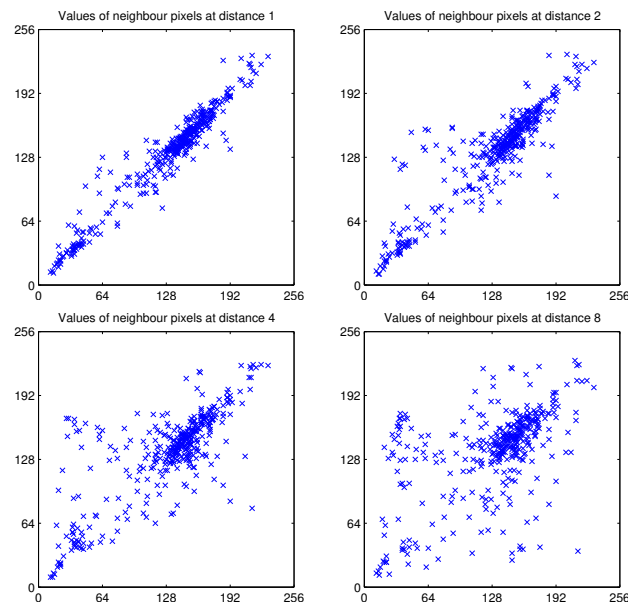 Values of neighbour pixels at distance 1
Values of neighbour pixels at distance 2
256
192
128
64
0
0 64 128 192 256
256
192
128
64
0
0 64 128 192 256
Values of neighbour pixels at distance 4
Values of neighbour pixels at distance 8
256
192
128
64
0
0 64 128 192 256
256
192
128
64
0
0 64 128 192 256